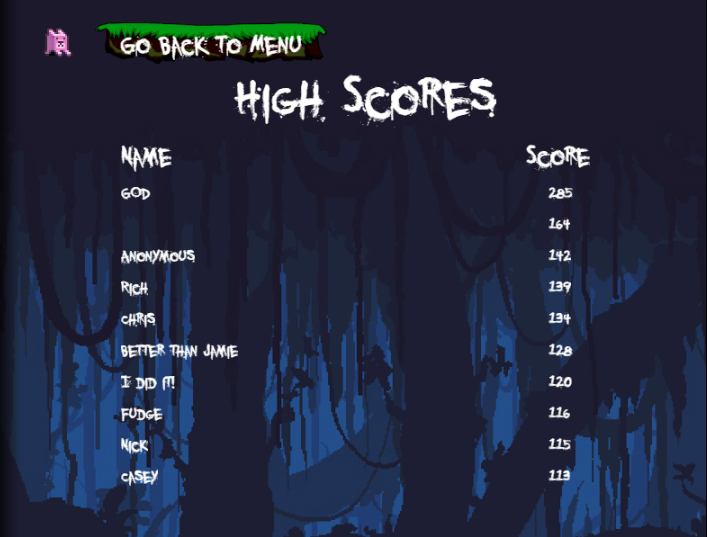 GO BACK TO MENU
HIGH SCORES
NAME SCORE
GOD 285
164
ANONYMOUS 142
RICH 139
CHRIS 134
BETTER THAN JAMIE 128
I DID IT! 120
FUDGE 116
NICK 115
CASEY 113